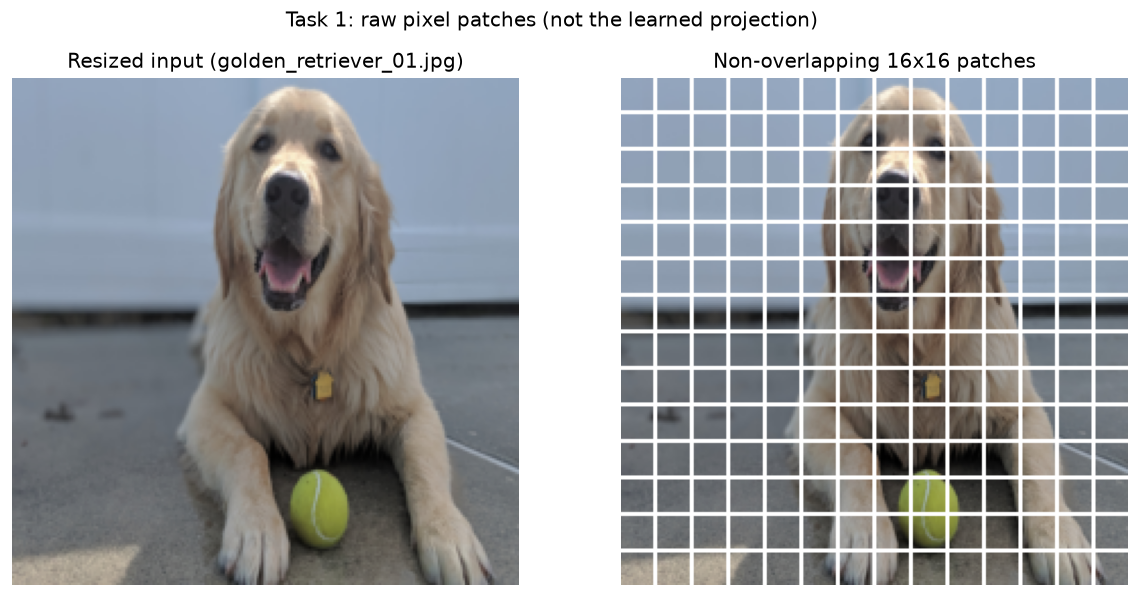 Task 1: raw pixel patches (not the learned projection)
Resized input (golden_retriever_01.jpg)
Non-overlapping 16x16 patches